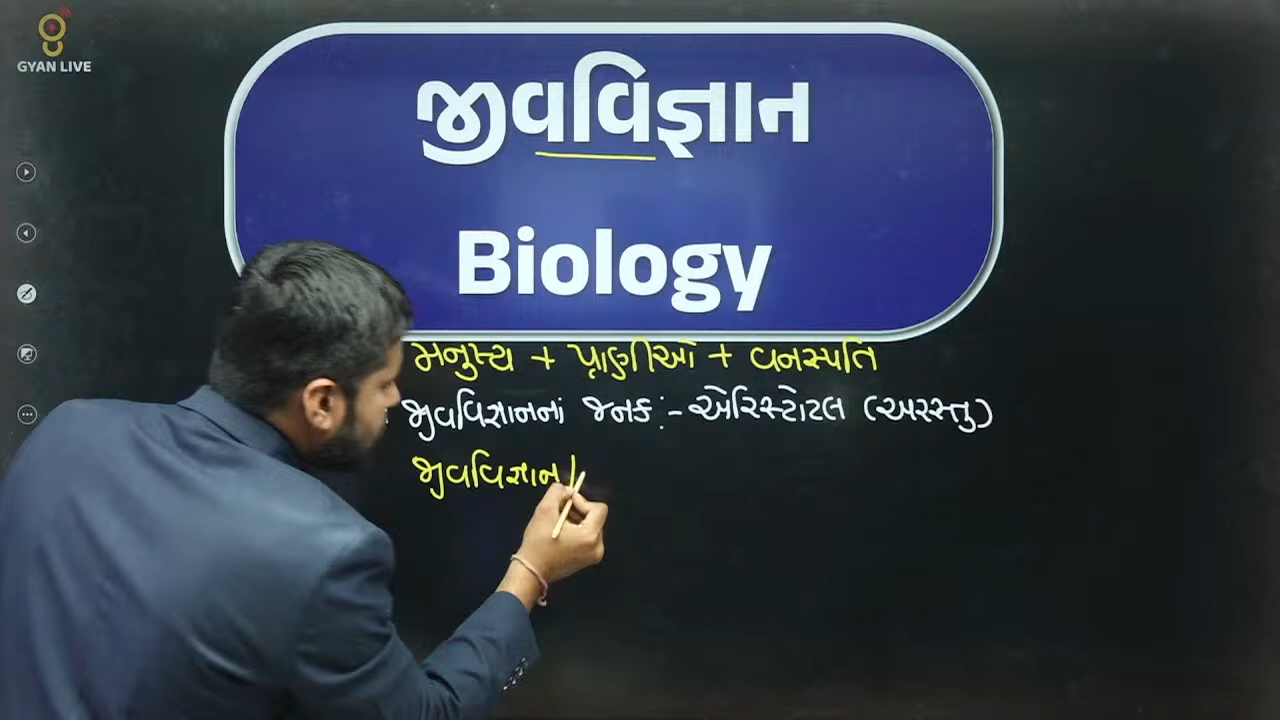 GYAN LIVE
જીવવિજ્ઞાન
Biology
મનુષ્ય + પ્રાણીઓ + વનસ્પતિ
જીવવિજ્ઞાનનાં જનક:- એરિસ્ટોટલ (અરસ્તુ)
જીવવિજ્ઞાન